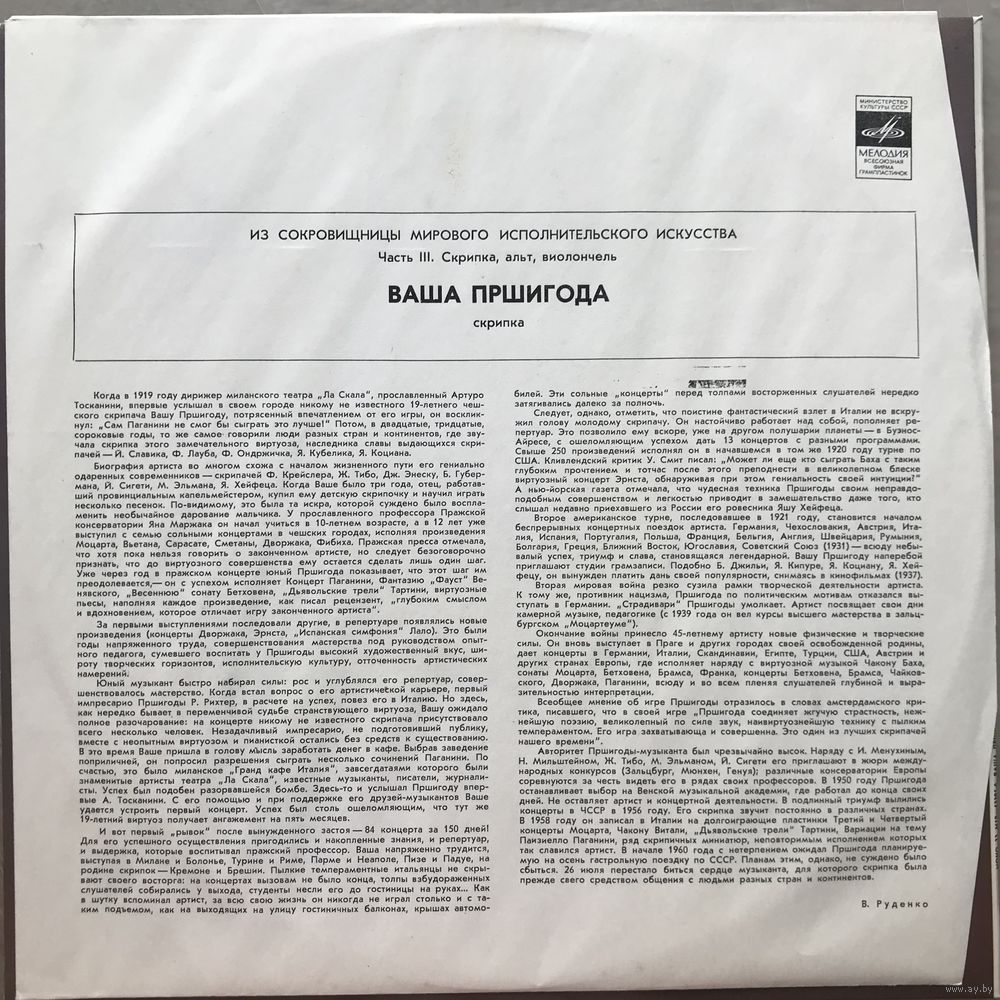 МИНИСТЕРСТВО
КУЛЬТУРЫ СССР
МЕЛОДИЯ
ВСЕСОЮЗНАЯ
ФИРМА
ГРАМПЛАСТИНОК
ИЗ СОКРОВИЩНИЦЫ МИРОВОГО ИСПОЛНИТЕЛЬСКОГО ИСКУССТВА
Часть III. Скрипка, альт, виолончель
ВАША ПРШИГОДА
скрипка
Когда в 1919 году дирижер миланского театра „Ла Скала", прославленный Артуро
Тосканини, впервые услышал в своем городе никому не известного 19-летнего чеш-
ского скрипача Вашу Пршигоду, потрясенный впечатлением от его игры, он восклик-
нул: „Сам Паганини не смог бы сыграть это лучше!" Потом, в двадцатые, тридцатые,
сороковые годы, то же самое говорили люди разных стран и континентов, где зву-
чала скрипка этого замечательного виртуоза, наследника славы выдающихся скри-
пачей — Й. Славика, Ф. Лауба, Ф. Ондржичка, Я. Кубелика, Я. Коциана.
Биография артиста во многом схожа с началом жизненного пути его гениально
одаренных современников — скрипачей Ф. Крейслера, Ж. Тибо, Дж. Энеску, Б. Губер-
мана, Й. Сигети, М. Эльмана, Я. Хейфеца. Когда Ваше было три года, отец, работав-
ший провинциальным капельмейстером, купил ему детскую скрипочку и научил играть
несколько песенок. По-видимому, это была та искра, которой суждено было воспла-
менить необычайное дарование мальчика. У прославленного профессора Пражской
консерватории Яна Маржака он начал учиться в 10-летнем возрасте, а в 12 лет уже
выступил с семью сольными концертами в чешских городах, исполняя произведения
Моцарта, Вьетана, Сарасате, Сметаны, Дворжака, Фибиха. Пражская пресса отмечала,
что хотя пока нельзя говорить о законченном артисте, но следует безоговорочно
признать, что до виртуозного совершенства ему остается сделать лишь один шаг.
Уже через год в пражском концерте юный Пршигода показывает, что этот шаг им
преодолевается, — он с успехом исполняет Концерт Паганини, Фантазию „Фауст" Ве-
нявского, „Весеннюю" сонату Бетховена, „Дьявольские трели" Тартини, виртуозные
пьесы, наполняя каждое произведение, как писал рецензент, „глубоким смыслом
и вдохновением, которое отличает игру законченного артиста".
За первыми выступлениями последовали другие, в репертуаре появлялись новые
произведения (концерты Дворжака, Эрнста, „Испанская симфония" Лало). Это были
годы напряженного труда, совершенствования мастерства под руководством опыт-
ного педагога, сумевшего воспитать у Пршигоды высокий художественный вкус, ши-
роту творческих горизонтов, исполнительскую культуру, отточенность артистических
намерений.
Юный музыкант быстро набирал силы: рос и углублялся его репертуар, совер-
шенствовалось мастерство. Когда встал вопрос о его артистической карьере, первый
импресарио Пршигоды Р. Рихтер, в расчете на успех, повез его в Италию. Но здесь,
как нередко бывает в переменчивой судьбе странствующего виртуоза, Вашу ожидало
полное разочарование: на концерте никому не известного скрипача присутствовало
всего несколько человек. Незадачливый импресарио, не подготовивший публику,
вместе с неопытным виртуозом и пианисткой остались без средств к существованию.
В это время Ваше пришла в голову мысль заработать денег в кафе. Выбрав заведение
поприличней, он попросил разрешения сыграть несколько сочинений Паганини. По
счастью, это было миланское „Гранд кафе Италия", завсегдатаями которого были
знаменитые артисты театра „Ла Скала", известные музыканты, писатели, журнали-
сты. Успех был подобен разорвавшейся бомбе. Здесь-то и услышал Пршигоду впер-
вые А. Тосканини. С его помощью и при поддержке его друзей-музыкантов Ваше
удается устроить первый концерт. Успех был столь ошеломляющим, что тут же
19-летний виртуоз получает ангажемент на пять месяцев.
И вот первый „рывок" после вынужденного застоя — 84 концерта за 150 дней!
Для его успешного осуществления пригодились и накопленные знания, и репертуар,
и выдержка, которые воспитывал пражский профессор. Ваша напряженно трудится,
выступая в Милане и Болонье, Турине и Риме, Парме и Неаполе, Пизе и Падуе, на
родине скрипок — Кремоне и Брешии. Пылкие темпераментные итальянцы не скры-
вают своего восторга: на концертах вызовам не было конца, толпы взбудораженных
слушателей собирались у выхода, студенты несли его до гостиницы на руках... Как
в шутку вспоминал артист, за всю свою жизнь он никогда не играл столько и с та-
ким подъемом, как на выходящих на улицу гостиничных балконах, крышах автомо-
билей. Эти сольные „концерты" перед толпами восторженных слушателей нередко
затягивались далеко за полночь.
Следует, однако, отметить, что поистине фантастический взлет в Италии не вскру-
жил голову молодому скрипачу. Он настойчиво работает над собой, пополняет ре-
пертуар. Это позволило ему вскоре, уже на другом полушарии планеты — в Буэнос-
Айресе, с ошеломляющим успехом дать 13 концертов с разными программами.
Свыше 250 произведений исполнял он в начавшемся в том же 1920 году турне по
США. Кливлендский критик У. Смит писал: „Может ли еще кто сыграть Баха с таким
глубоким прочтением и тотчас после этого преподнести в великолепном блеске
виртуозный концерт Эрнста, обнаруживая при этом гениальность своей интуиции?"
А нью-йоркская газета отмечала, что чудесная техника Пршигоды своим неправдо-
подобным совершенством и легкостью приводит в замешательство даже того, кто
слышал недавно приехавшего из России его ровесника Яшу Хейфеца.
Второе американское турне, последовавшее в 1921 году, становится началом
беспрерывных концертных поездок артиста. Германия, Чехословакия, Австрия, Ита-
лия, Испания, Португалия, Польша, Франция, Бельгия, Англия, Швейцария, Румыния,
Болгария, Греция, Ближний Восток, Югославия, Советский Союз (1931) — всюду небы-
валый успех, триумф и слава, становящаяся легендарной. Вашу Пршигоду наперебой
приглашают студии грамзаписи. Подобно Б. Джильи, Я. Кипуре, Я. Коциану, Я. Хей-
фецу, он вынужден платить дань своей популярности, снимаясь в кинофильмах (1937).
Вторая мировая война резко сузила рамки творческой деятельности артиста.
К тому же, противник нацизма, Пршигода по политическим мотивам отказался вы-
ступать в Германии. „Страдивари" Пршигоды умолкает. Артист посвящает свои дни
камерной музыке, педагогике (с 1939 года он вел курсы высшего мастерства в зальц-
бургском „Моцартеуме").
Окончание войны принесло 45-летнему артисту новые физические и творческие
силы. Он вновь выступает в Праге и других городах своей освобожденной родины,
дает концерты в Германии, Италии, Скандинавии, Египте, Турции, США, Австрии и
других странах Европы, где исполняет наряду с виртуозной музыкой Чакону Баха,
сонаты Моцарта, Бетховена, Брамса, Франка, концерты Бетховена, Брамса, Чайков-
ского, Дворжака, Паганини, всюду и во всем пленяя слушателей глубиной и выра-
зительностью интерпретации.
Всеобщее мнение об игре Пршигоды отразилось в словах амстердамского кри-
тика, писавшего, что в своей игре „Пршигода соединяет жгучую страстность, неж-
нейшую поэзию, великолепный по силе звук, наивиртуознейшую технику с пылким
темпераментом. Его игра захватывающа и совершенна. Это один из лучших скрипачей
нашего времени".
Авторитет Пршигоды-музыканта был чрезвычайно высок. Наряду с И. Менухиным,
Н. Мильштейном, Ж. Тибо, М. Эльманом, Й. Сигети его приглашают в жюри между-
народных конкурсов (Зальцбург, Мюнхен, Генуя); различные консерватории Европы
соревнуются за честь видеть его в рядах своих профессоров. В 1950 году Пршигода
останавливает выбор на Венской музыкальной академии, где работал до конца своих
дней. Не оставляет артист и концертной деятельности. В подлинный триумф вылились
концерты в ЧССР в 1956 году. Его скрипка звучит постоянно в различных странах.
В 1958 году он записал в Италии на долгоиграющие пластинки Третий и Четвертый
концерты Моцарта, Чакону Витали, „Дьявольские трели" Тартини, Вариации на тему
Паизиелло Паганини, ряд скрипичных миниатюр, неповторимым исполнением которых
так славился артист. В начале 1960 года с нетерпением ожидал Пршигода планируе-
мую на осень гастрольную поездку по СССР. Планам этим, однако, не суждено было
сбыться. 26 июля перестало биться сердце музыканта, для которого скрипка была
прежде свего средством общения с людьми разных стран и континентов.
В. Руденко
www.ay.by